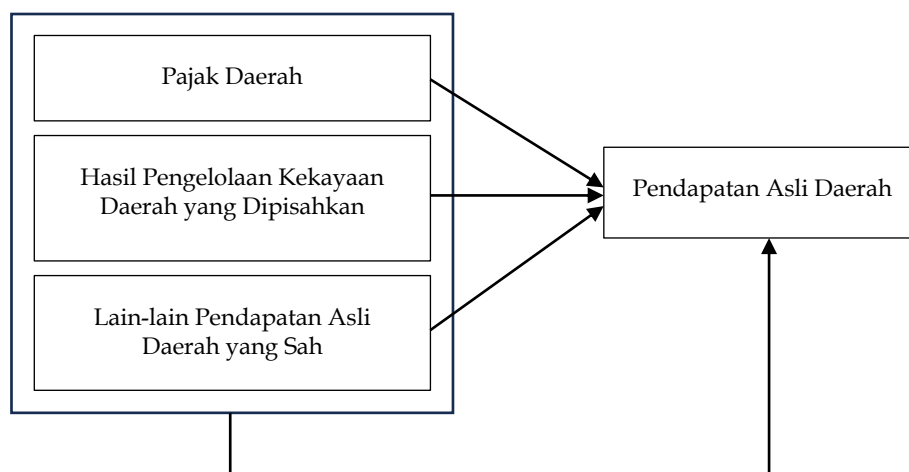 Pajak Daerah
Hasil Pengelolaan Kekayaan
Daerah yang Dipisahkan
Lain-lain Pendapatan Asli
Daerah yang Sah
Pendapatan Asli Daerah